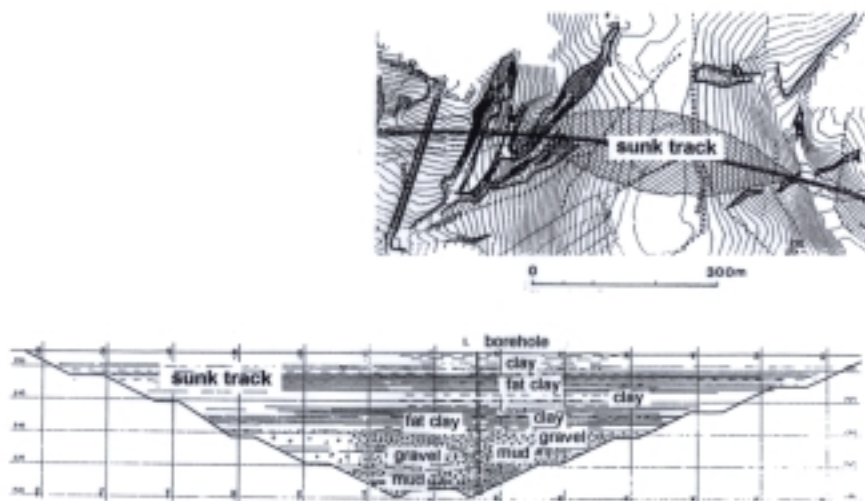 sunk track
0 300m
I. borehole
clay
sunk track
fat clay
clay
fat clay clay
gravel
gravel mud
mud